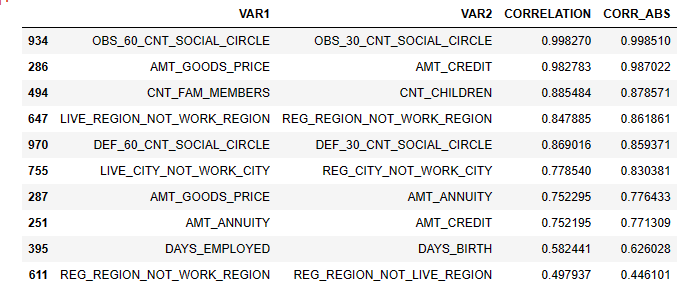 VAR1 VAR2 CORRELATION CORR_ABS
934 OBS_60_CNT_SOCIAL_CIRCLE OBS_30_CNT_SOCIAL_CIRCLE 0.998270 0.998510
286 AMT_GOODS_PRICE AMT_CREDIT 0.982783 0.987022
494 CNT_FAM_MEMBERS CNT_CHILDREN 0.885484 0.878571
647 LIVE_REGION_NOT_WORK_REGION REG_REGION_NOT_WORK_REGION 0.847885 0.861861
970 DEF_60_CNT_SOCIAL_CIRCLE DEF_30_CNT_SOCIAL_CIRCLE 0.869016 0.859371
755 LIVE_CITY_NOT_WORK_CITY REG_CITY_NOT_WORK_CITY 0.778540 0.830381
287 AMT_GOODS_PRICE AMT_ANNUITY 0.752295 0.776433
251 AMT_ANNUITY AMT_CREDIT 0.752195 0.771309
395 DAYS_EMPLOYED DAYS_BIRTH 0.582441 0.626028
611 REG_REGION_NOT_WORK_REGION REG_REGION_NOT_LIVE_REGION 0.497937 0.446101